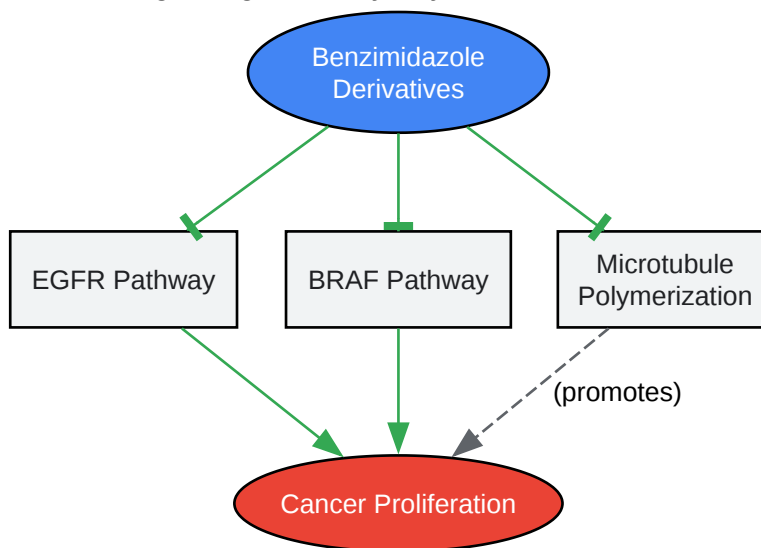 Benzimidazole
Derivatives
EGFR Pathway
BRAF Pathway
Microtubule
Polymerization
(promotes)
Cancer Proliferation